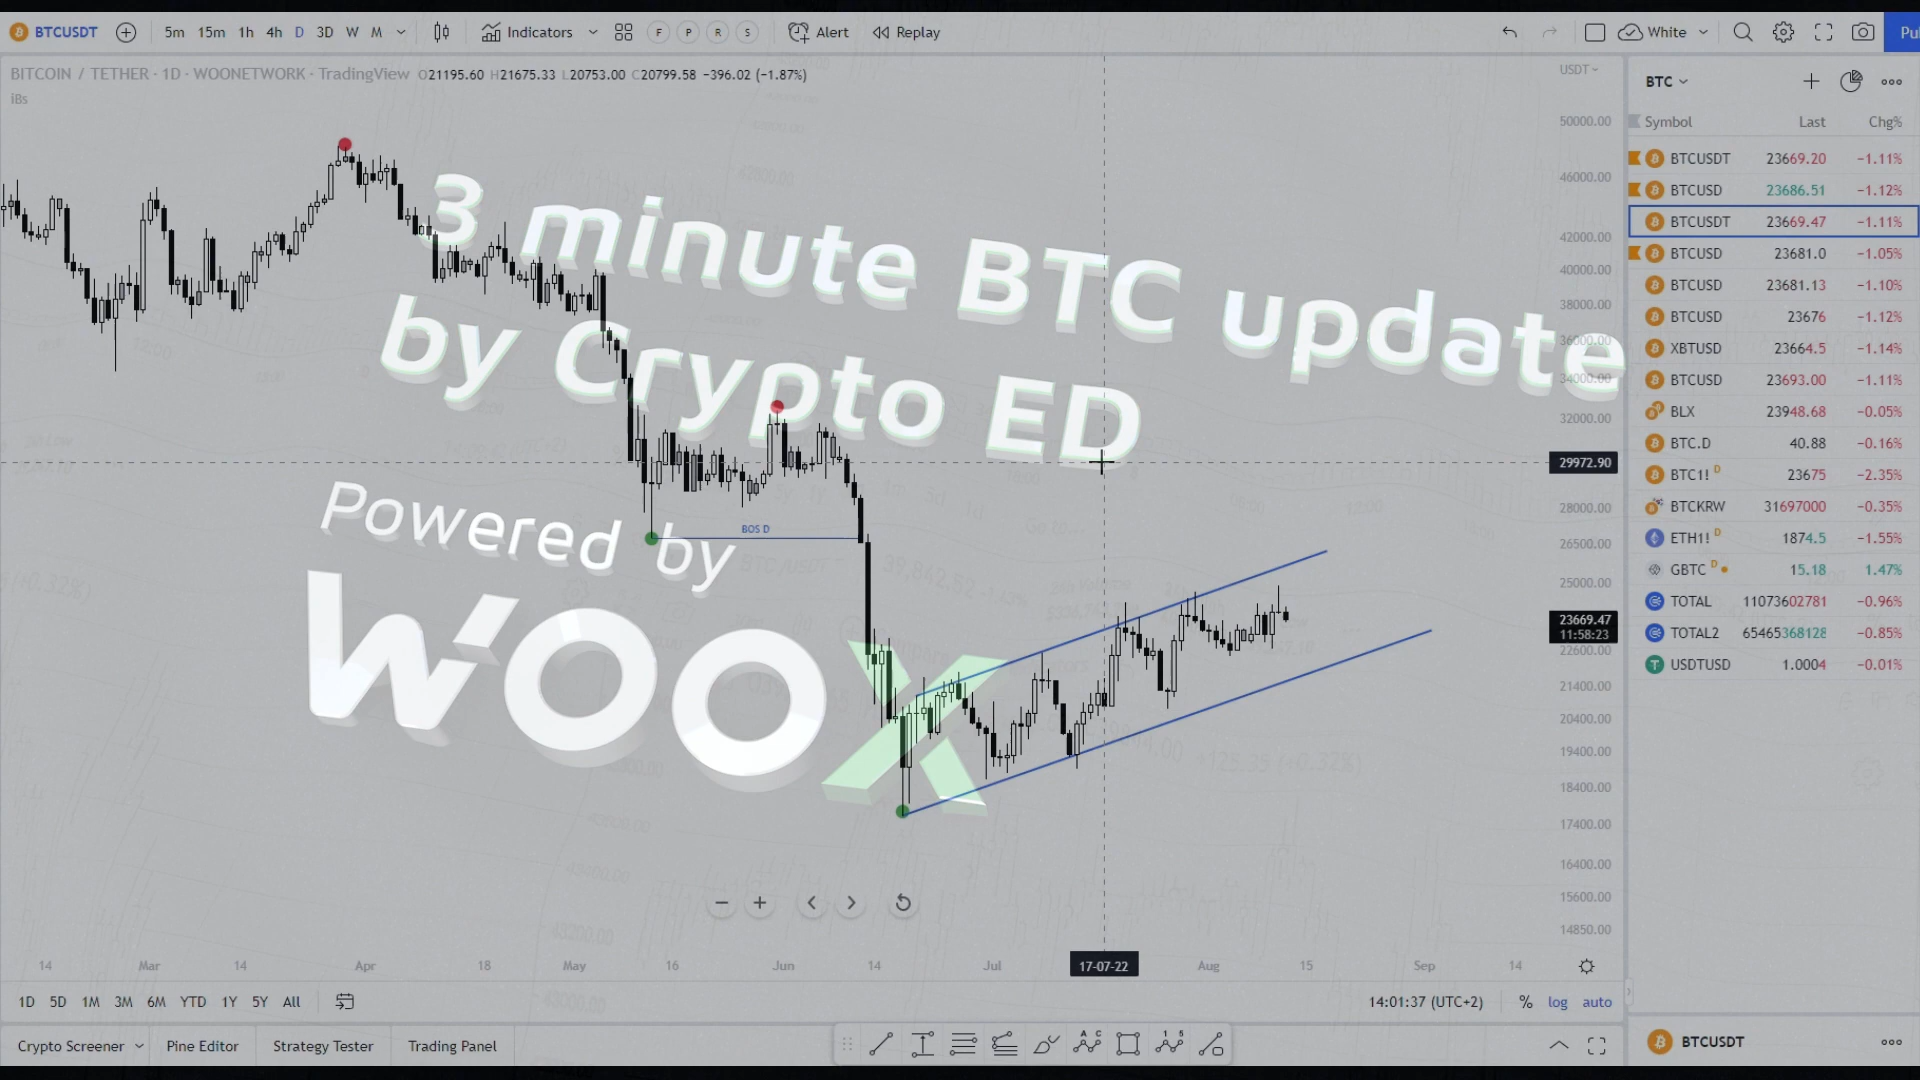 BTCUSDT
5m 15m 1h 4h D 3D W M
Indicators
F P R S
Alert
Replay
White
Pu
BITCOIN / TETHER · 1D · WOONETWORK · TradingView O21195.60 H21675.33 L20753.00 C20799.58 −396.02 (−1.87%)
iBs
USDT
50000.00
46000.00
42000.00
40000.00
38000.00
36000.00
34000.00
32000.00
29972.90
28000.00
26500.00
25000.00
23669.47
11:58:23
22600.00
21400.00
20400.00
19400.00
18400.00
17400.00
16400.00
15600.00
14850.00
3 minute BTC update
by Crypto ED
Powered by
WOO X
BOS D
14 Mar 14 Apr 18 May 16 Jun 14 Jul 17-07-22 Aug 15 Sep 14
1D 5D 1M 3M 6M YTD 1Y 5Y All
14:01:37 (UTC+2) % log auto
Crypto Screener Pine Editor Strategy Tester Trading Panel
BTC
Symbol Last Chg%
BTCUSDT 23669.20 −1.11%
BTCUSD 23686.51 −1.12%
BTCUSDT 23669.47 −1.11%
BTCUSD 23681.0 −1.05%
BTCUSD 23681.13 −1.10%
BTCUSD 23676 −1.12%
XBTUSD 23664.5 −1.14%
BTCUSD 23693.00 −1.11%
BLX 23948.68 −0.05%
BTC.D 40.88 −0.16%
BTC1! D 23675 −2.35%
BTCKRW 31697000 −0.35%
ETH1! D 1874.5 −1.55%
GBTC D 15.18 1.47%
TOTAL 11073602781 −0.96%
TOTAL2 65465368128 −0.85%
USDTUSD 1.0004 −0.01%
BTCUSDT